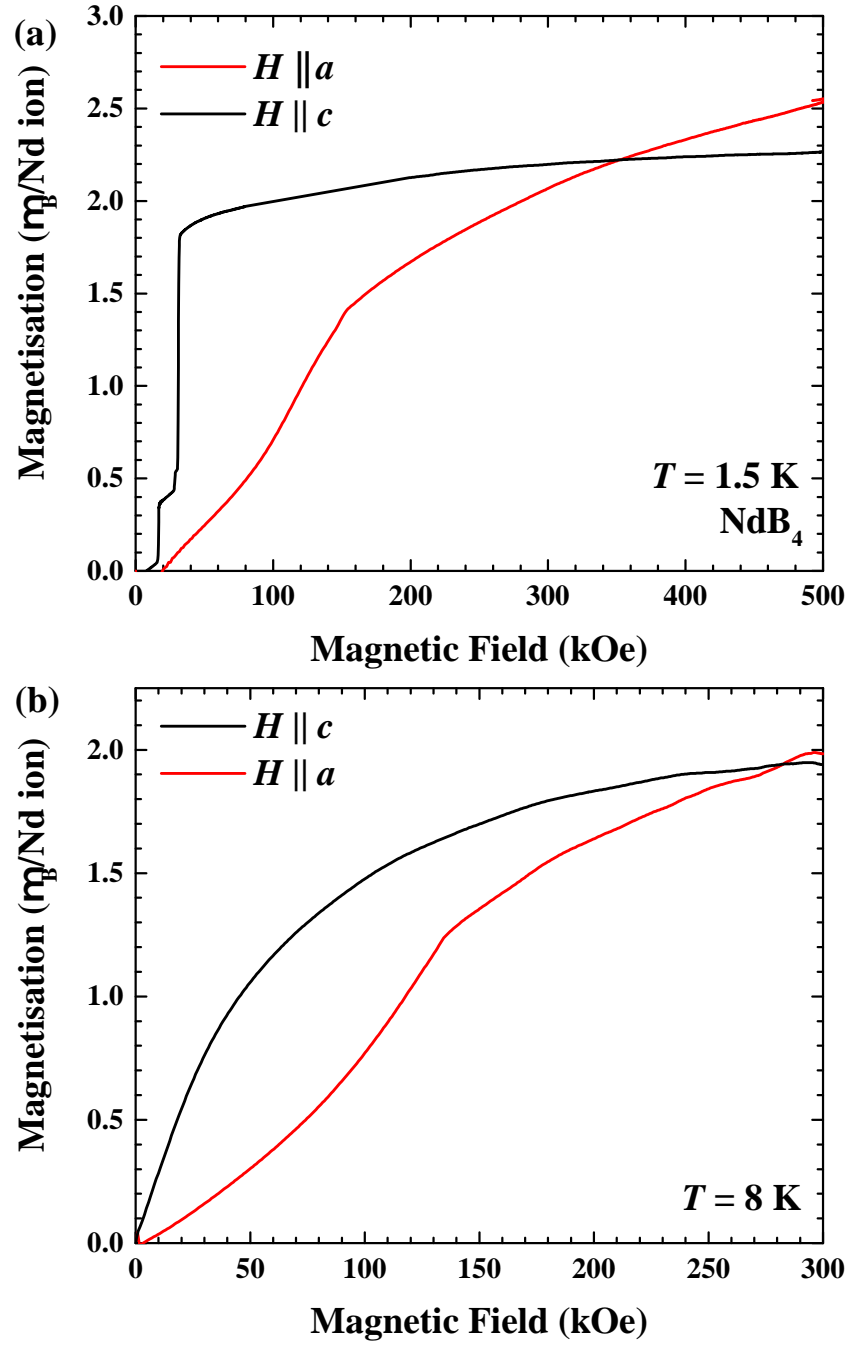 (a)
3.0
2.5
2.0
1.5
1.0
0.5
0.0
Magnetisation (m_B/Nd ion)
H || a
H || c
T = 1.5 K
NdB4
0 100 200 300 400 500
Magnetic Field (kOe)
(b)
2.0
1.5
1.0
0.5
0.0
Magnetisation (m_B/Nd ion)
H || c
H || a
T = 8 K
0 50 100 150 200 250 300
Magnetic Field (kOe)